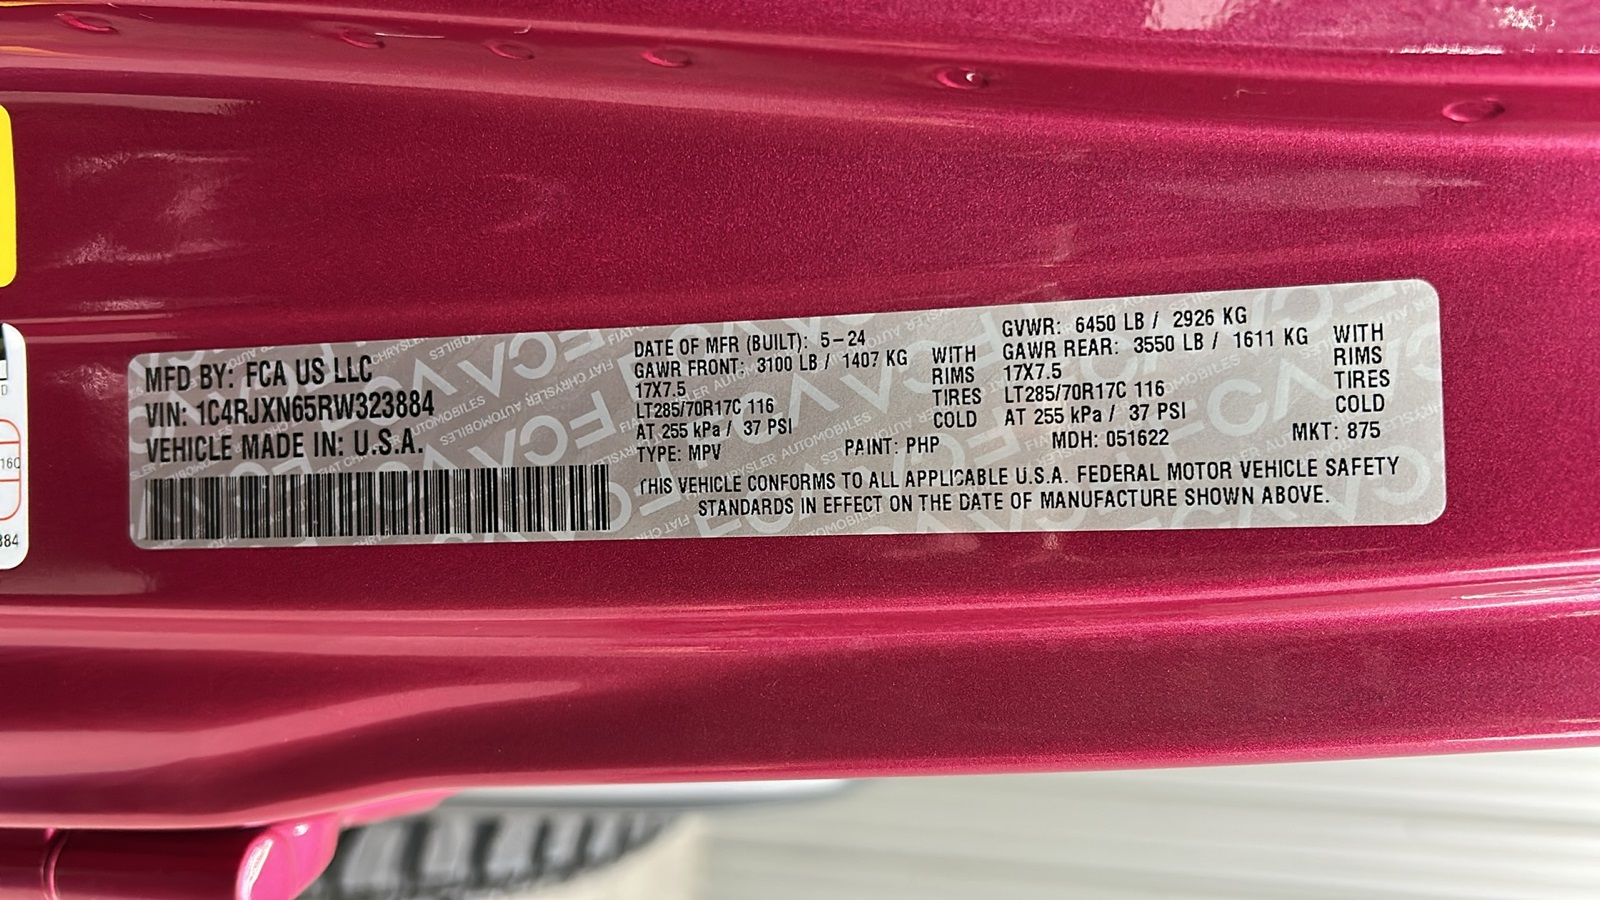 MFD BY: FCA US LLC
VIN: 1C4RJXN65RW323884
VEHICLE MADE IN: U.S.A.
DATE OF MFR (BUILT): 5-24
GAWR FRONT: 3100 LB / 1407 KG WITH
17X7.5 RIMS
LT285/70R17C 116 TIRES
AT 255 kPa / 37 PSI COLD
TYPE: MPV PAINT: PHP
GVWR: 6450 LB / 2926 KG
GAWR REAR: 3550 LB / 1611 KG WITH
17X7.5 RIMS
LT285/70R17C 116 TIRES
AT 255 kPa / 37 PSI COLD
MDH: 051622 MKT: 875
THIS VEHICLE CONFORMS TO ALL APPLICABLE U.S.A. FEDERAL MOTOR VEHICLE SAFETY
STANDARDS IN EFFECT ON THE DATE OF MANUFACTURE SHOWN ABOVE.